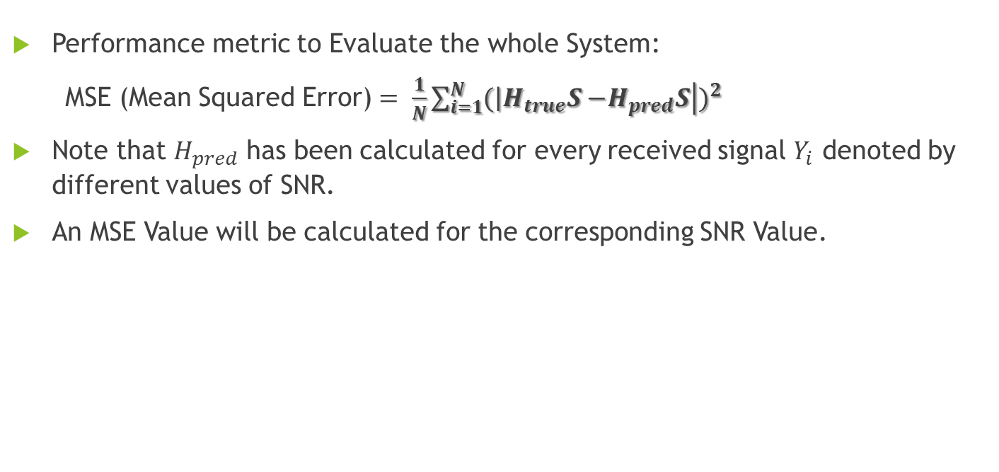 Performance metric to Evaluate the whole System:
MSE (Mean Squared Error) = \frac{1}{N}\sum_{i=1}^{N}(|H_{true}S - H_{pred}S|)^2
Note that H_{pred} has been calculated for every received signal Y_i denoted by
different values of SNR.
An MSE Value will be calculated for the corresponding SNR Value.